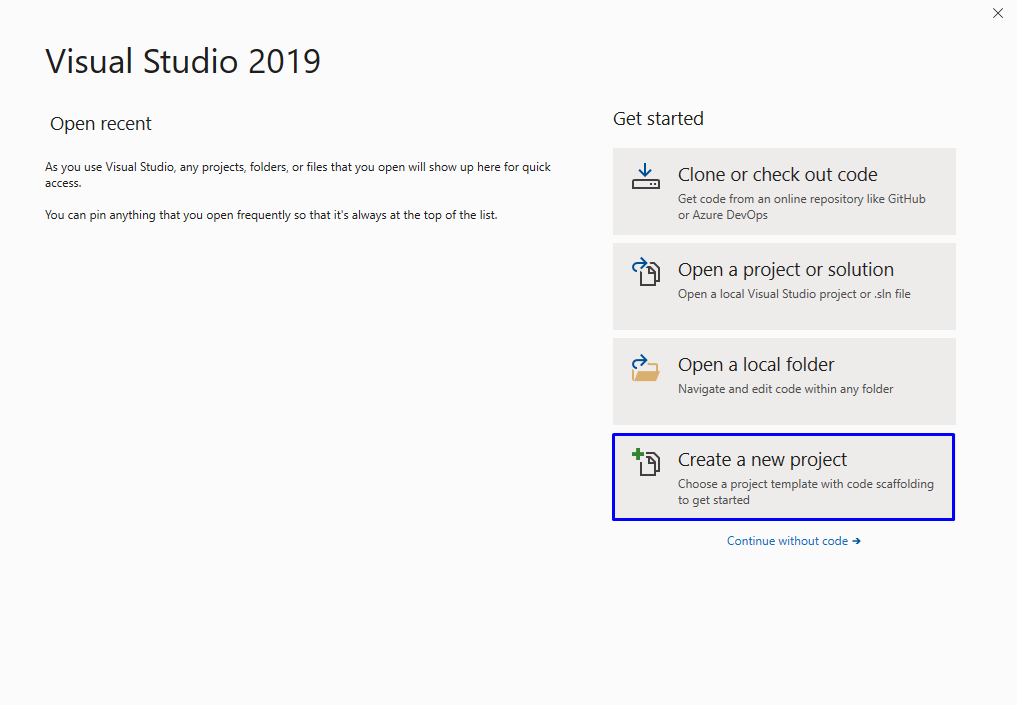 Visual Studio 2019
Open recent
As you use Visual Studio, any projects, folders, or files that you open will show up here for quick
access.
You can pin anything that you open frequently so that it's always at the top of the list.
Get started
Clone or check out code
Get code from an online repository like GitHub
or Azure DevOps
Open a project or solution
Open a local Visual Studio project or .sln file
Open a local folder
Navigate and edit code within any folder
Create a new project
Choose a project template with code scaffolding
to get started
Continue without code →